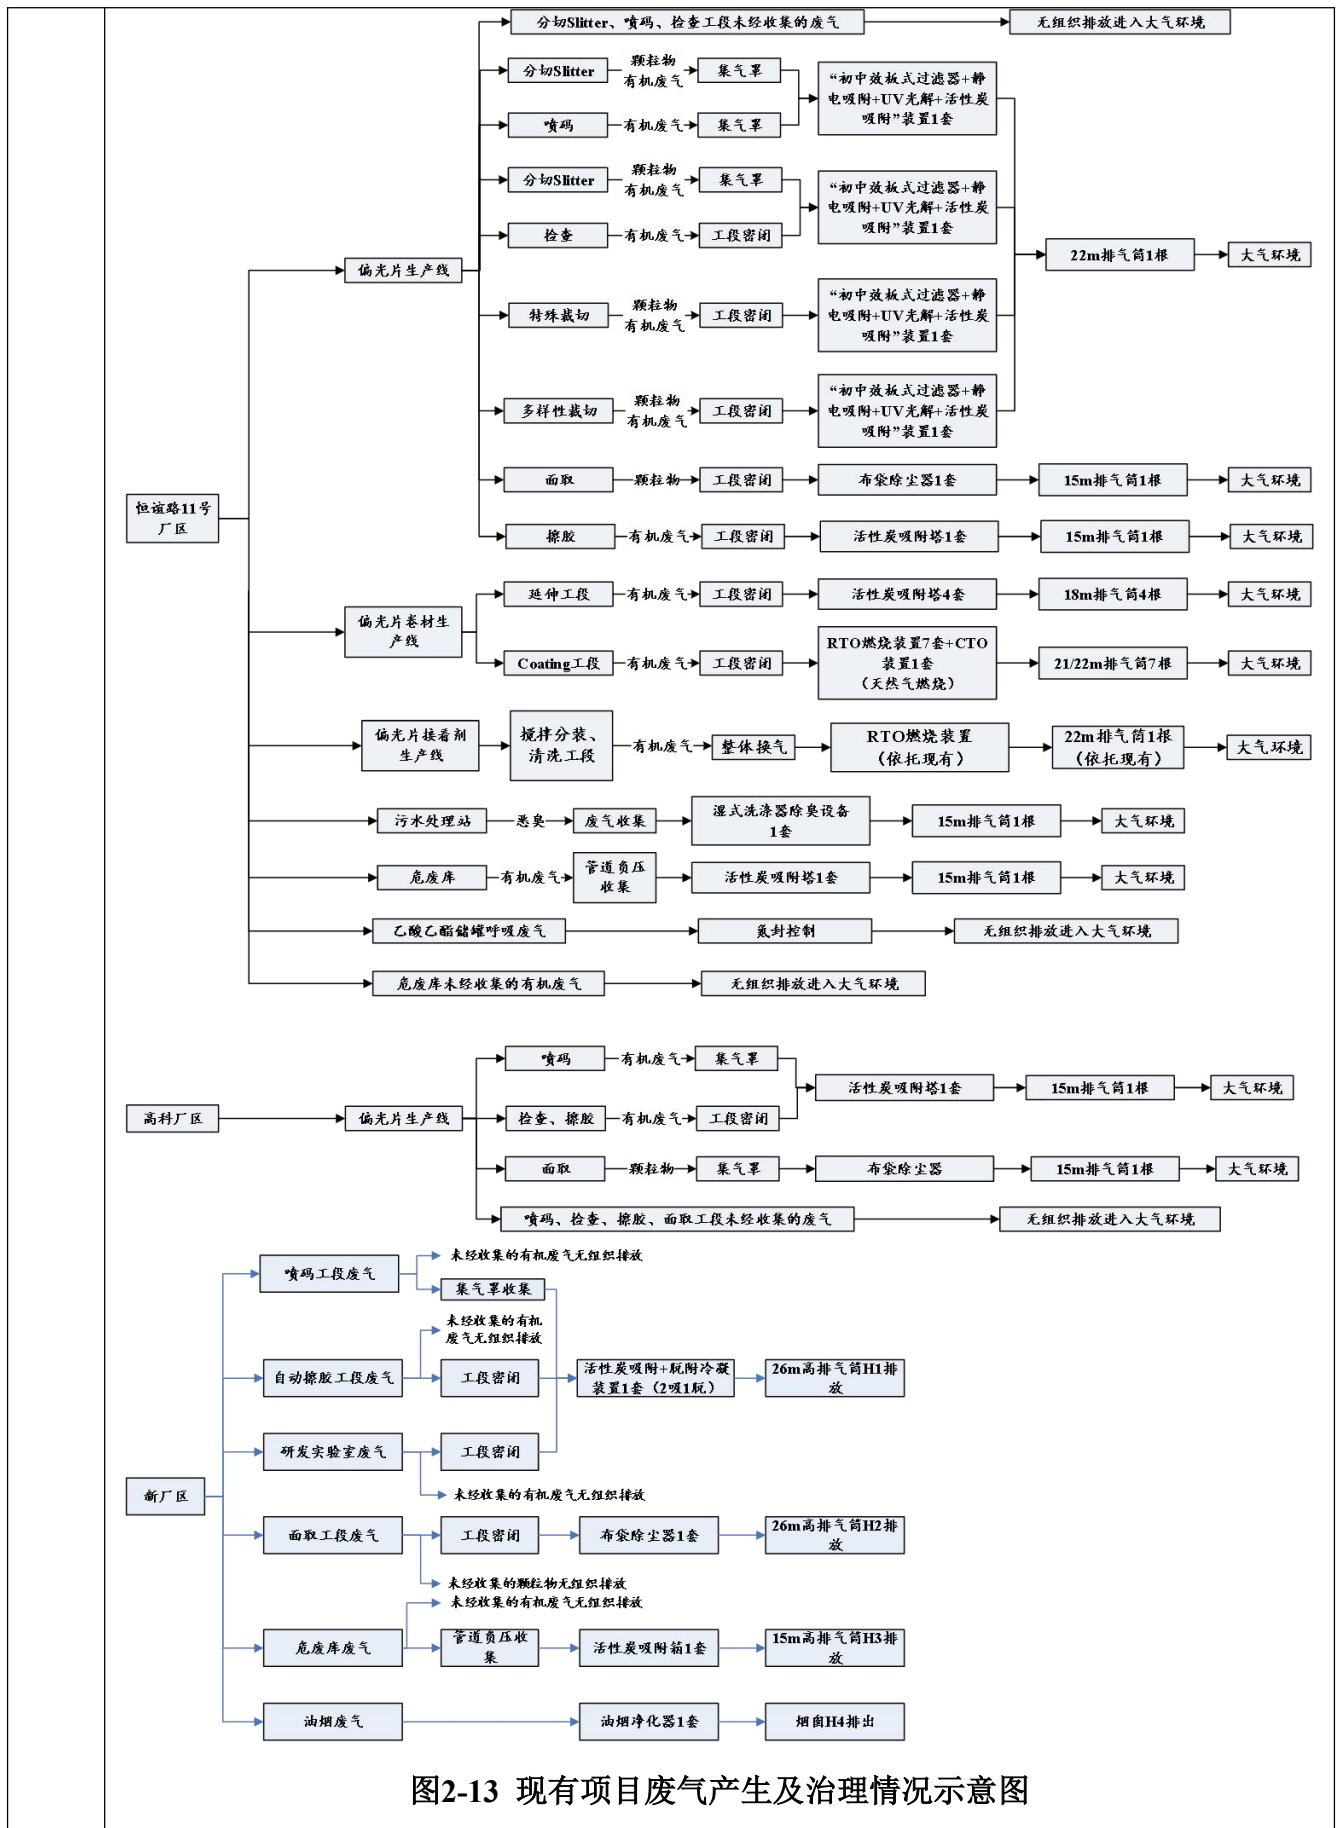 分切Slitter、喷码、检查工段未经收集的废气
无组织排放进入大气环境
分切Slitter
颗粒物
有机废气
集气罩
“初中效板式过滤器+静
电吸附+UV光解+活性炭
吸附”装置1套
喷码
有机废气
集气罩
分切Slitter
颗粒物
有机废气
集气罩
“初中效板式过滤器+静
电吸附+UV光解+活性炭
吸附”装置1套
检查
有机废气
工段密闭
22m排气筒1根
大气环境
偏光片生产线
特殊裁切
颗粒物
有机废气
工段密闭
“初中效板式过滤器+静
电吸附+UV光解+活性炭
吸附”装置1套
多样性裁切
颗粒物
有机废气
工段密闭
“初中效板式过滤器+静
电吸附+UV光解+活性炭
吸附”装置1套
面取
颗粒物
工段密闭
布袋除尘器1套
15m排气筒1根
大气环境
恒谊路11号
厂区
擦胶
有机废气
工段密闭
活性炭吸附塔1套
15m排气筒1根
大气环境
偏光片卷材生
产线
延伸工段
有机废气
工段密闭
活性炭吸附塔4套
18m排气筒4根
大气环境
Coating工段
有机废气
工段密闭
RTO燃烧装置7套+CTO
装置1套
（天然气燃烧）
21/22m排气筒7根
大气环境
偏光片接着剂
生产线
搅拌分装、
清洗工段
有机废气
整体换气
RTO燃烧装置
（依托现有）
22m排气筒1根
（依托现有）
大气环境
污水处理站
恶臭
废气收集
湿式洗涤器除臭设备
1套
15m排气筒1根
大气环境
危废库
有机废气
管道负压
收集
活性炭吸附塔1套
15m排气筒1根
大气环境
乙酸乙酯储罐呼吸废气
氮封控制
无组织排放进入大气环境
危废库未经收集的有机废气
无组织排放进入大气环境
高科厂区
偏光片生产线
喷码
有机废气
集气罩
活性炭吸附塔1套
15m排气筒1根
大气环境
检查、擦胶
有机废气
工段密闭
面取
颗粒物
集气罩
布袋除尘器
15m排气筒1根
大气环境
喷码、检查、擦胶、面取工段未经收集的废气
无组织排放进入大气环境
新厂区
喷码工段废气
未经收集的有机废气无组织排放
集气罩收集
自动擦胶工段废气
未经收集的有机
废气无组织排放
工段密闭
活性炭吸附+脱附冷凝
装置1套（2吸1脱）
26m高排气筒H1排
放
研发实验室废气
工段密闭
未经收集的有机废气无组织排放
面取工段废气
工段密闭
布袋除尘器1套
26m高排气筒H2排
放
未经收集的颗粒物无组织排放
未经收集的有机废气无组织排放
危废库废气
管道负压收
集
活性炭吸附箱1套
15m高排气筒H3排
放
油烟废气
油烟净化器1套
烟囱H4排出
图2-13 现有项目废气产生及治理情况示意图